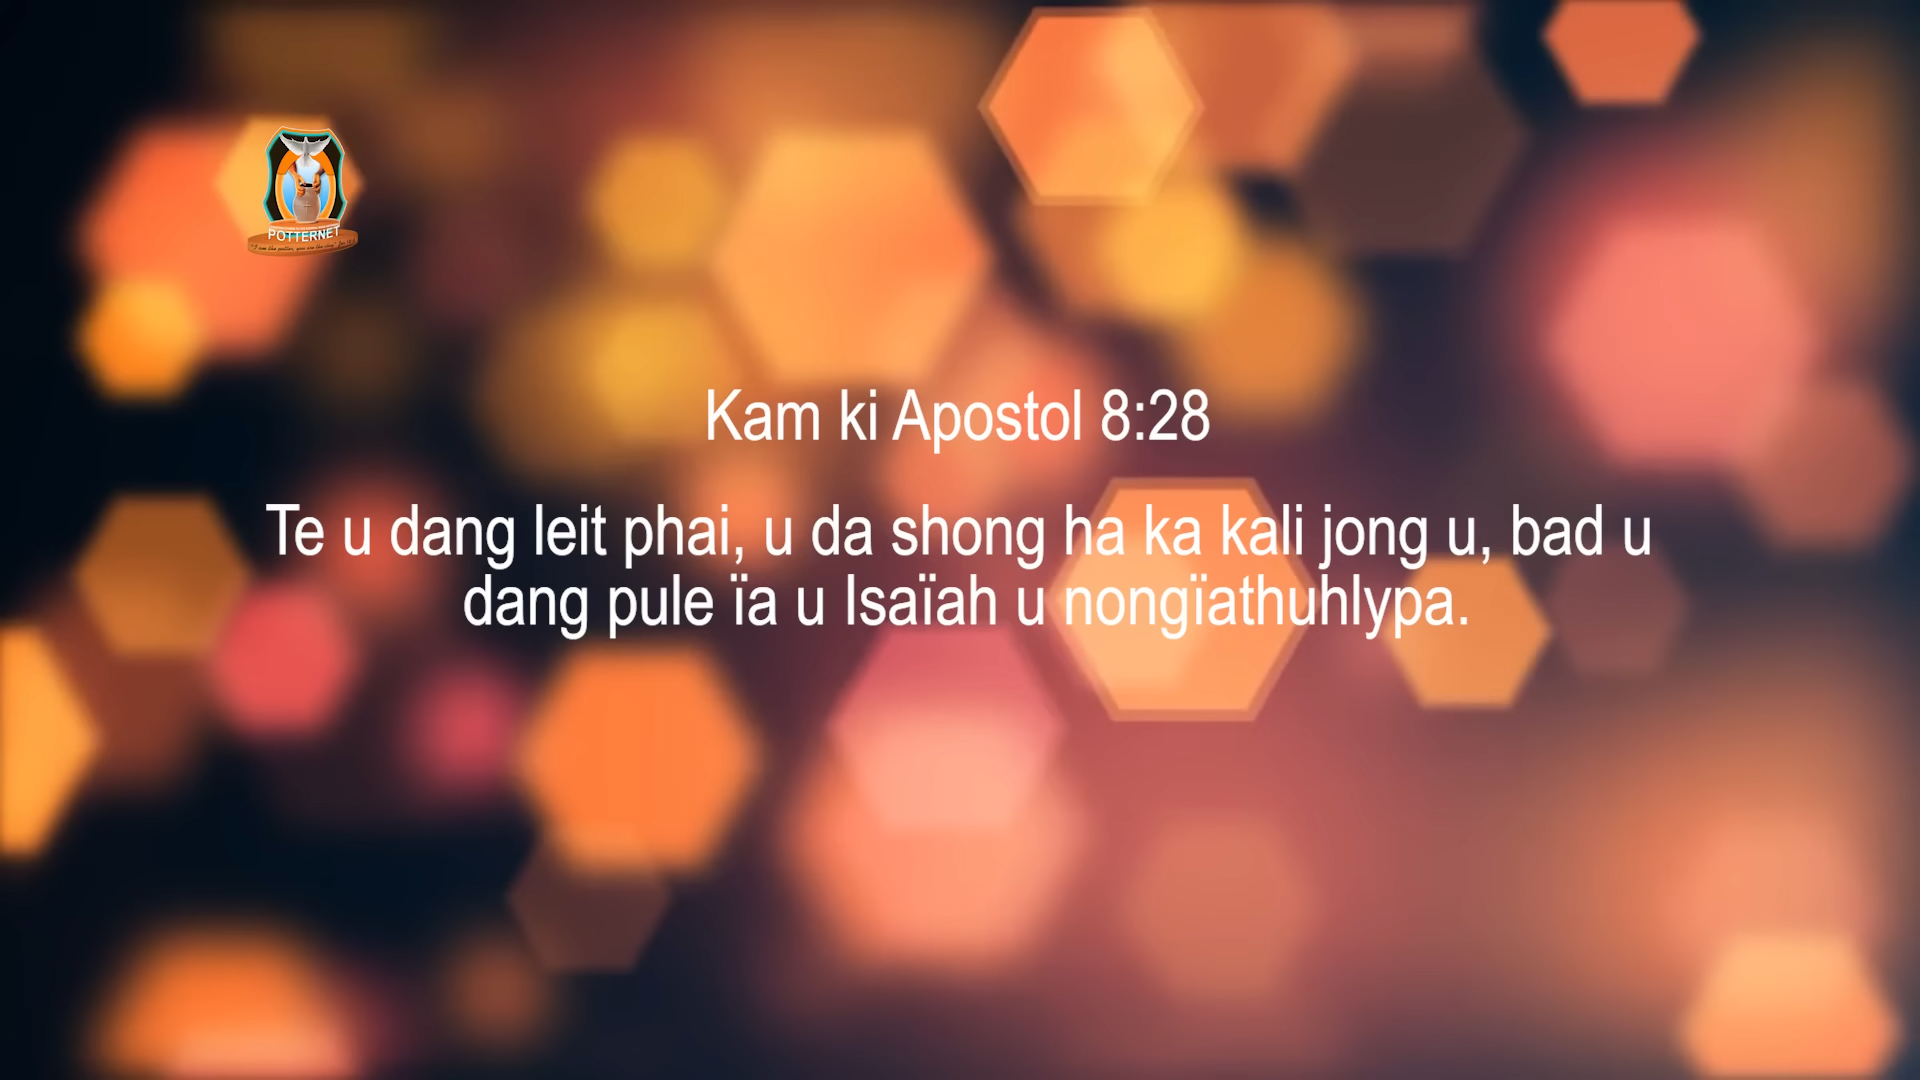 POTTERNET
Kam ki Apostol 8:28
Te u dang leit phai, u da shong ha ka kali jong u, bad u
dang pule ïa u Isaïah u nongïathuhlypa.